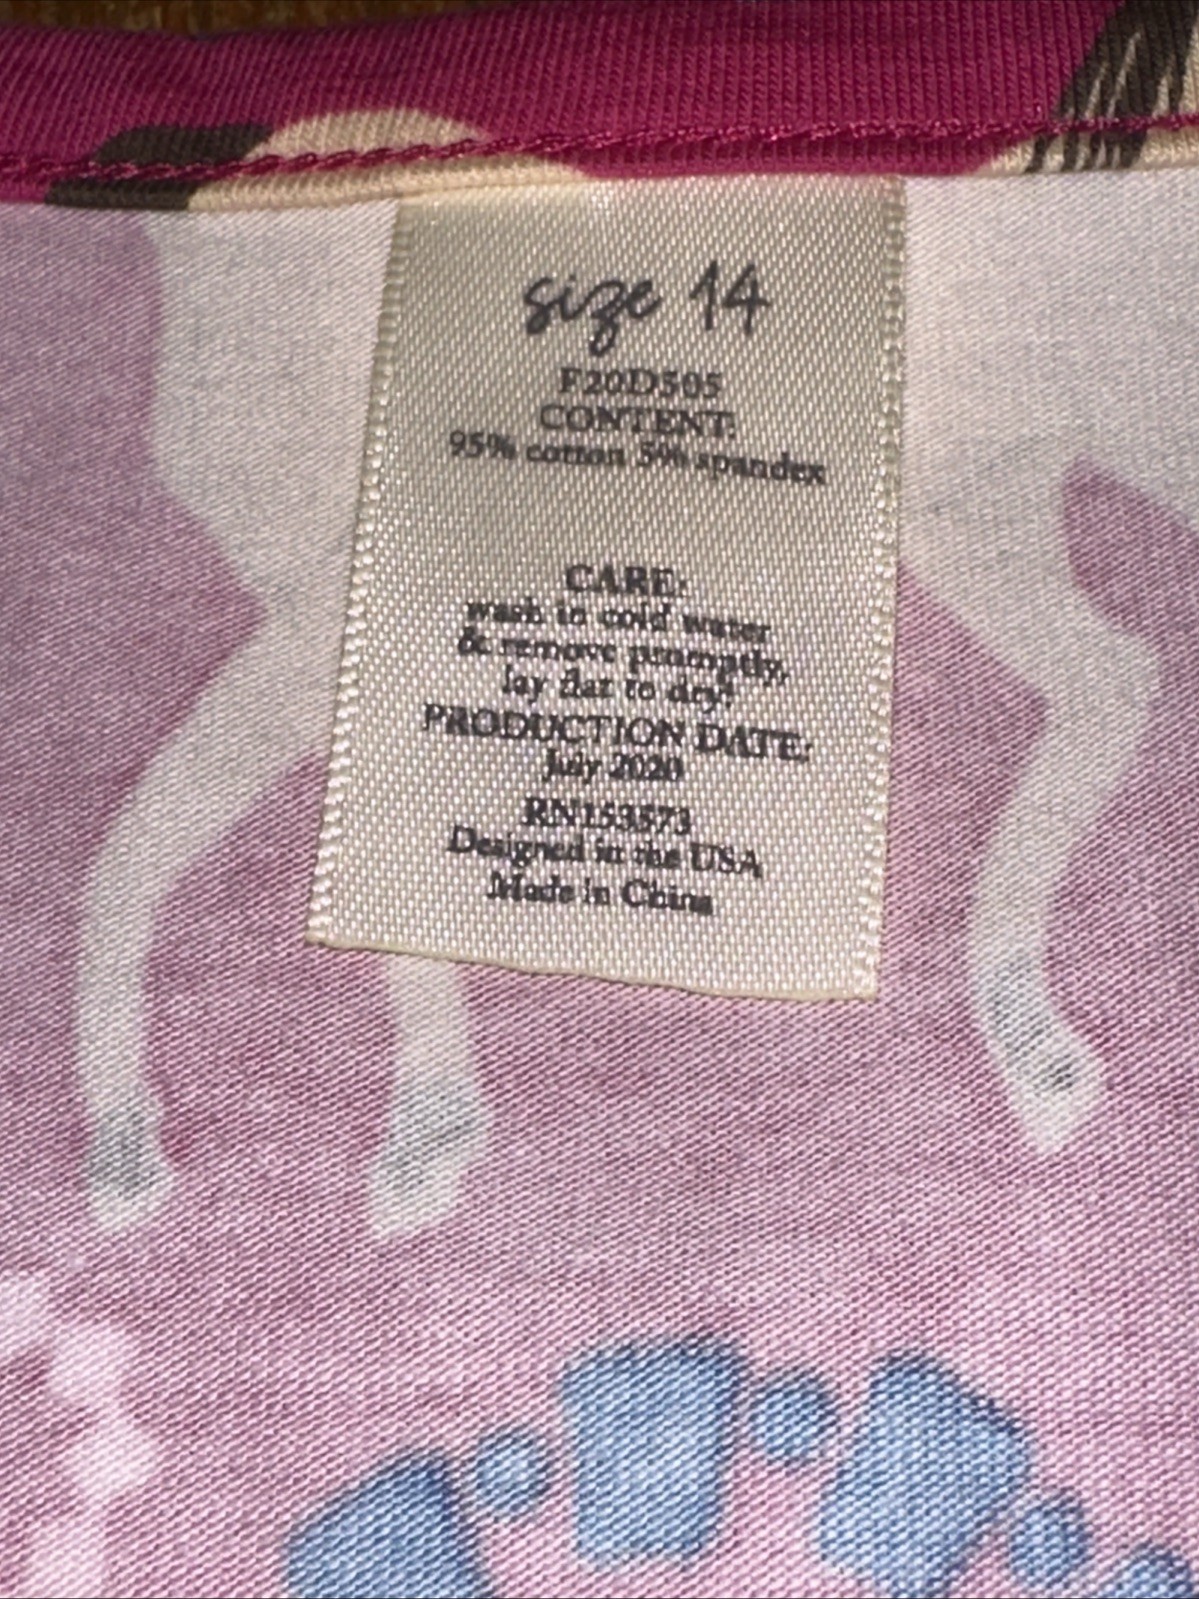 size 14
F20D505
CONTENT:
95% cotton 5% spandex
CARE:
wash in cold water
& remove promptly,
lay flat to dry!
PRODUCTION DATE:
July 2020
RN153573
Designed in the USA
Made in China